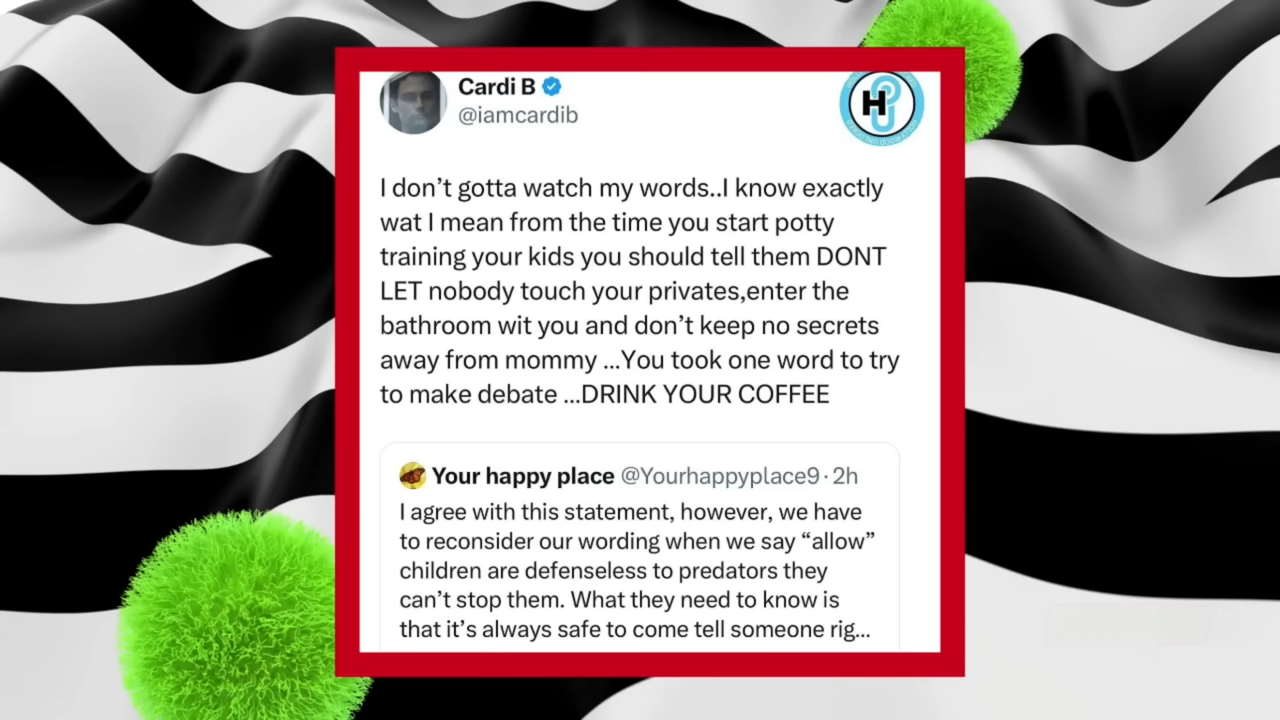 Cardi B
@iamcardib
H
I don’t gotta watch my words..I know exactly
wat I mean from the time you start potty
training your kids you should tell them DONT
LET nobody touch your privates,enter the
bathroom wit you and don’t keep no secrets
away from mommy ...You took one word to try
to make debate ...DRINK YOUR COFFEE
Your happy place @Yourhappyplace9 · 2h
I agree with this statement, however, we have
to reconsider our wording when we say “allow”
children are defenseless to predators they
can’t stop them. What they need to know is
that it’s always safe to come tell someone rig...